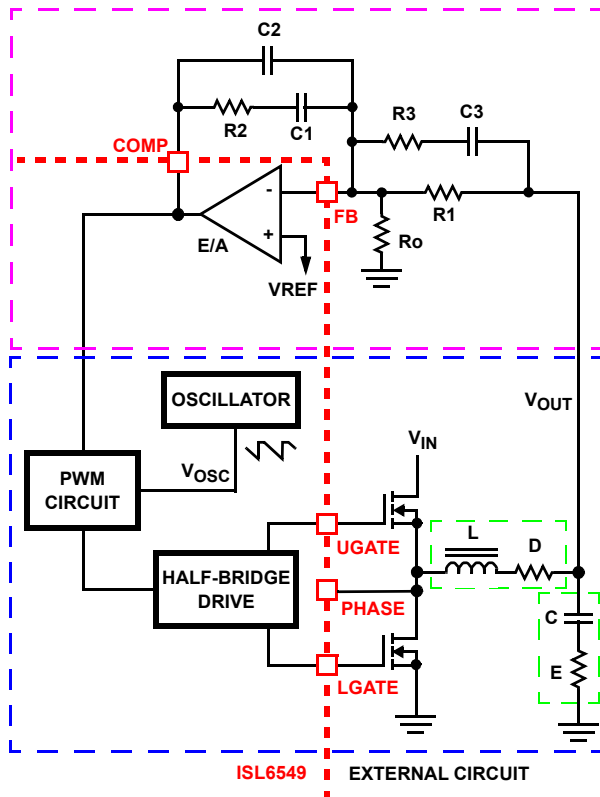 C2
R2
C1
R3
C3
COMP
-
FB
R1
E/A
+
Ro
VREF
OSCILLATOR
VOUT
VIN
PWM
CIRCUIT
VOSC
L
D
UGATE
HALF-BRIDGE
DRIVE
PHASE
C
E
LGATE
ISL6549
EXTERNAL CIRCUIT